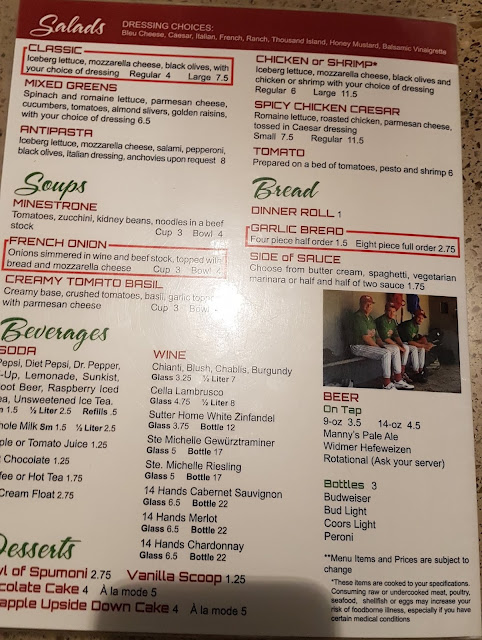 Salads
DRESSING CHOICES:
Bleu Cheese, Caesar, Italian, French, Ranch, Thousand Island, Honey Mustard, Balsamic Vinaigrette
CLASSIC
Iceberg lettuce, mozzarella cheese, black olives, with
your choice of dressing Regular 4 Large 7.5
MIXED GREENS
Spinach and romaine lettuce, parmesan cheese,
cucumbers, tomatoes, almond slivers, golden raisins,
with your choice of dressing 6.5
ANTIPASTA
Iceberg lettuce, mozzarella cheese, salami, pepperoni,
black olives, italian dressing, anchovies upon request 8
CHICKEN or SHRIMP*
Iceberg lettuce, mozzarella cheese, black olives and
chicken or shrimp with your choice of dressing
Regular 6 Large 11.5
SPICY CHICKEN CAESAR
Romaine lettuce, roasted chicken, parmesan cheese,
tossed in Caesar dressing
Small 7.5 Regular 11.5
TOMATO
Prepared on a bed of tomatoes, pesto and shrimp 6
Soups
MINESTRONE
Tomatoes, zucchini, kidney beans, noodles in a beef
stock Cup 3 Bowl 4
FRENCH ONION
Onions simmered in wine and beef stock, topped with
bread and mozzarella cheese Cup 3 Bowl 4
CREAMY TOMATO BASIL
Creamy base, crushed tomatoes, basil, garlic topped
with parmesan cheese Cup 3 Bowl
Bread
DINNER ROLL 1
GARLIC BREAD
Four piece half order 1.5 Eight piece full order 2.75
SIDE of SAUCE
Choose from butter cream, spaghetti, vegetarian
marinara or half and half of two sauce 1.75
Beverages
SODA
Pepsi, Diet Pepsi, Dr. Pepper,
-Up, Lemonade, Sunkist,
oot Beer, Raspberry Iced
ea, Unsweetened Ice Tea.
m 1.5 ½ Liter 2.5 Refills .5
hole Milk Sm 1.5 ½ Liter 2.5
ple or Tomato Juice 1.25
t Chocolate 1.25
fee or Hot Tea 1.75
Cream Float 2.75
WINE
Chianti, Blush, Chablis, Burgundy
Glass 3.25 ½ Liter 7
Cella Lambrusco
Glass 4.75 ½ Liter 8
Sutter Home White Zinfandel
Glass 3.75 Bottle 12
Ste Michelle Gewürztraminer
Glass 5 Bottle 17
Ste. Michelle Riesling
Glass 5 Bottle 17
14 Hands Cabernet Sauvignon
Glass 6.5 Bottle 22
14 Hands Merlot
Glass 6.5 Bottle 22
14 Hands Chardonnay
Glass 6.5 Bottle 22
BEER
On Tap
9-oz 3.5 14-oz 4.5
Manny's Pale Ale
Widmer Hefeweizen
Rotational (Ask your server)
Bottles 3
Budweiser
Bud Light
Coors Light
Peroni
**Menu Items and Prices are subject to
change
*These items are cooked to your specifications.
Consuming raw or undercooked meat, poultry,
seafood, shellfish or eggs may increase your
risk of foodborne illness, especially if you have
certain medical conditions
Desserts
wl of Spumoni 2.75 Vanilla Scoop 1.25
ocolate Cake 4 À la mode 5
apple Upside Down Cake 4 À la mode 5